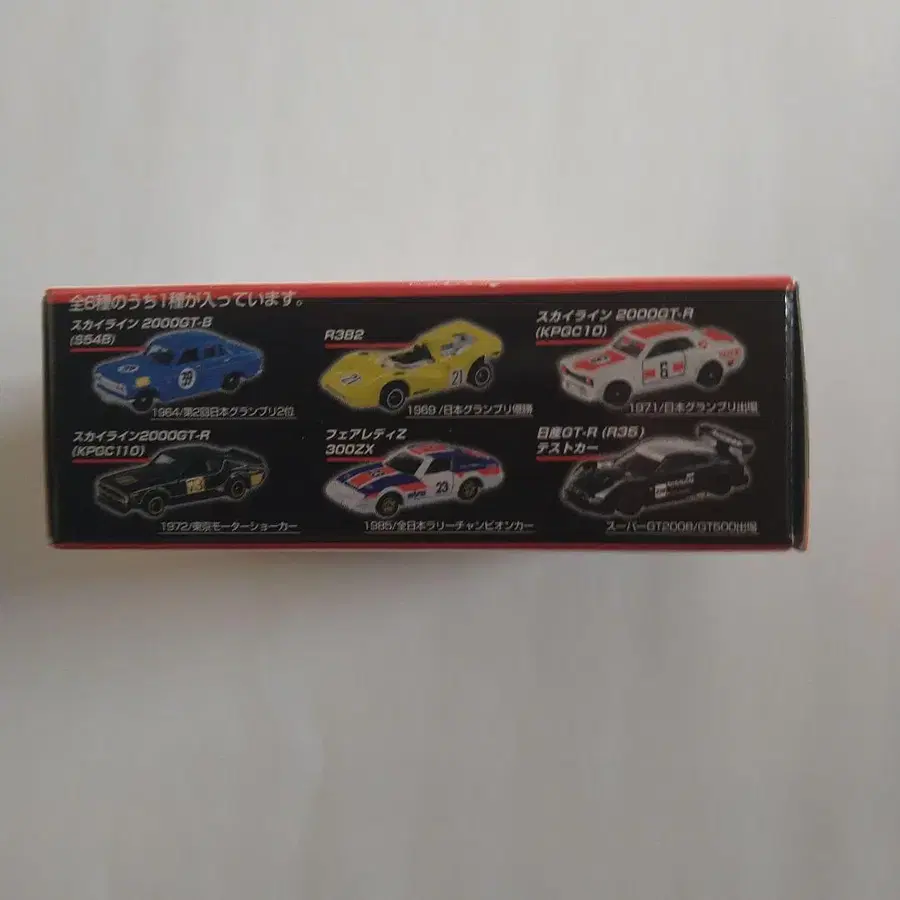 全6種のうち1種が入っています。
スカイライン 2000GT-B
(S54B)
39
1964/第2回日本グランプリ2位
R382
21
21
1969/日本グランプリ優勝
スカイライン 2000GT-R
(KPGC10)
6
1971/日本グランプリ出場
スカイライン2000GT-R
(KPGC110)
73
1972/東京モーターショーカー
フェアレディZ
300ZX
23
1985/全日本ラリーチャンピオンカー
日産GT-R (R35)
テストカー
スーパーGT2008/GT500出場